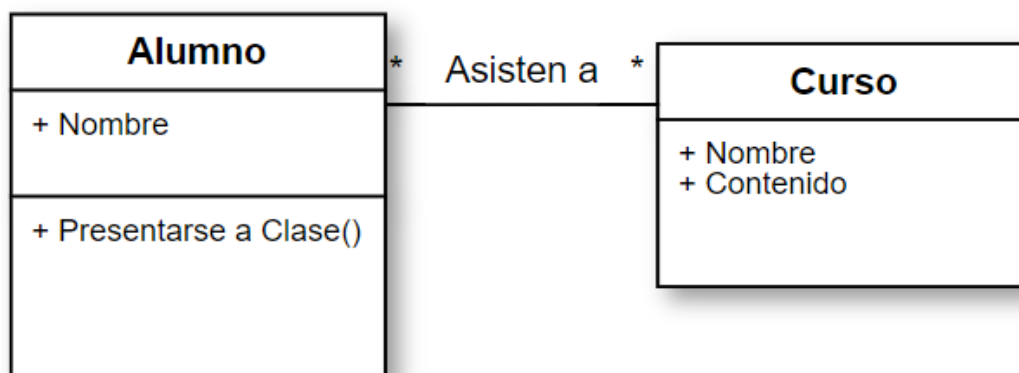 Alumno
+ Nombre
+ Presentarse a Clase()
* Asisten a *
Curso
+ Nombre
+ Contenido